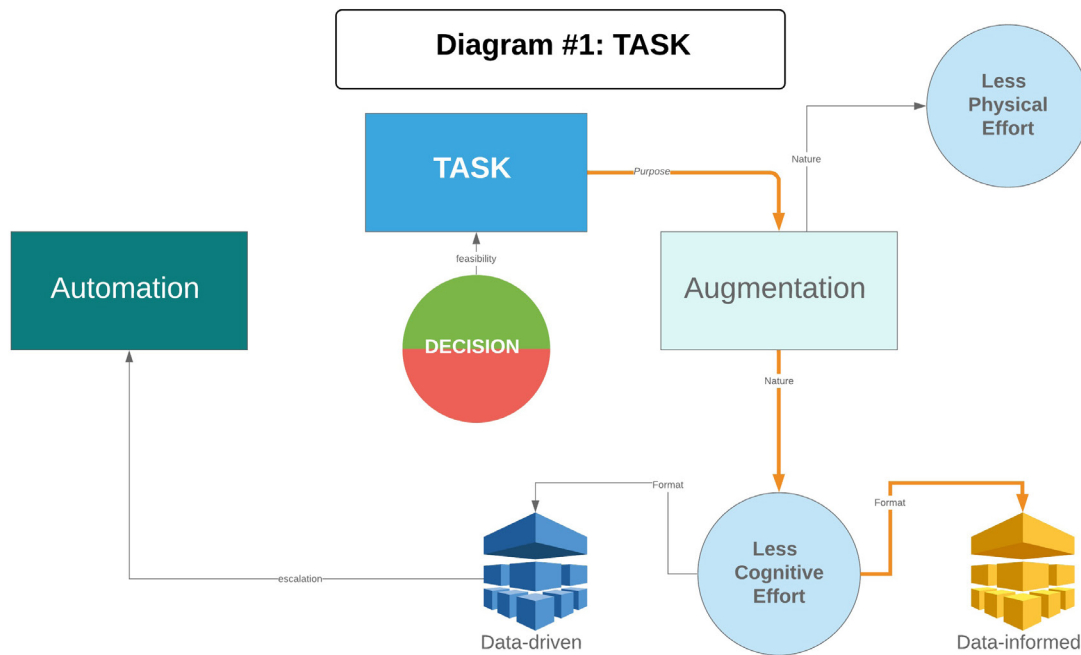 Diagram #1: TASK
Less
Physical
Effort
TASK
Purpose
Nature
feasibility
Automation
Augmentation
DECISION
Nature
Format
Format
Less
Cognitive
Effort
escalation
Data-driven
Data-informed